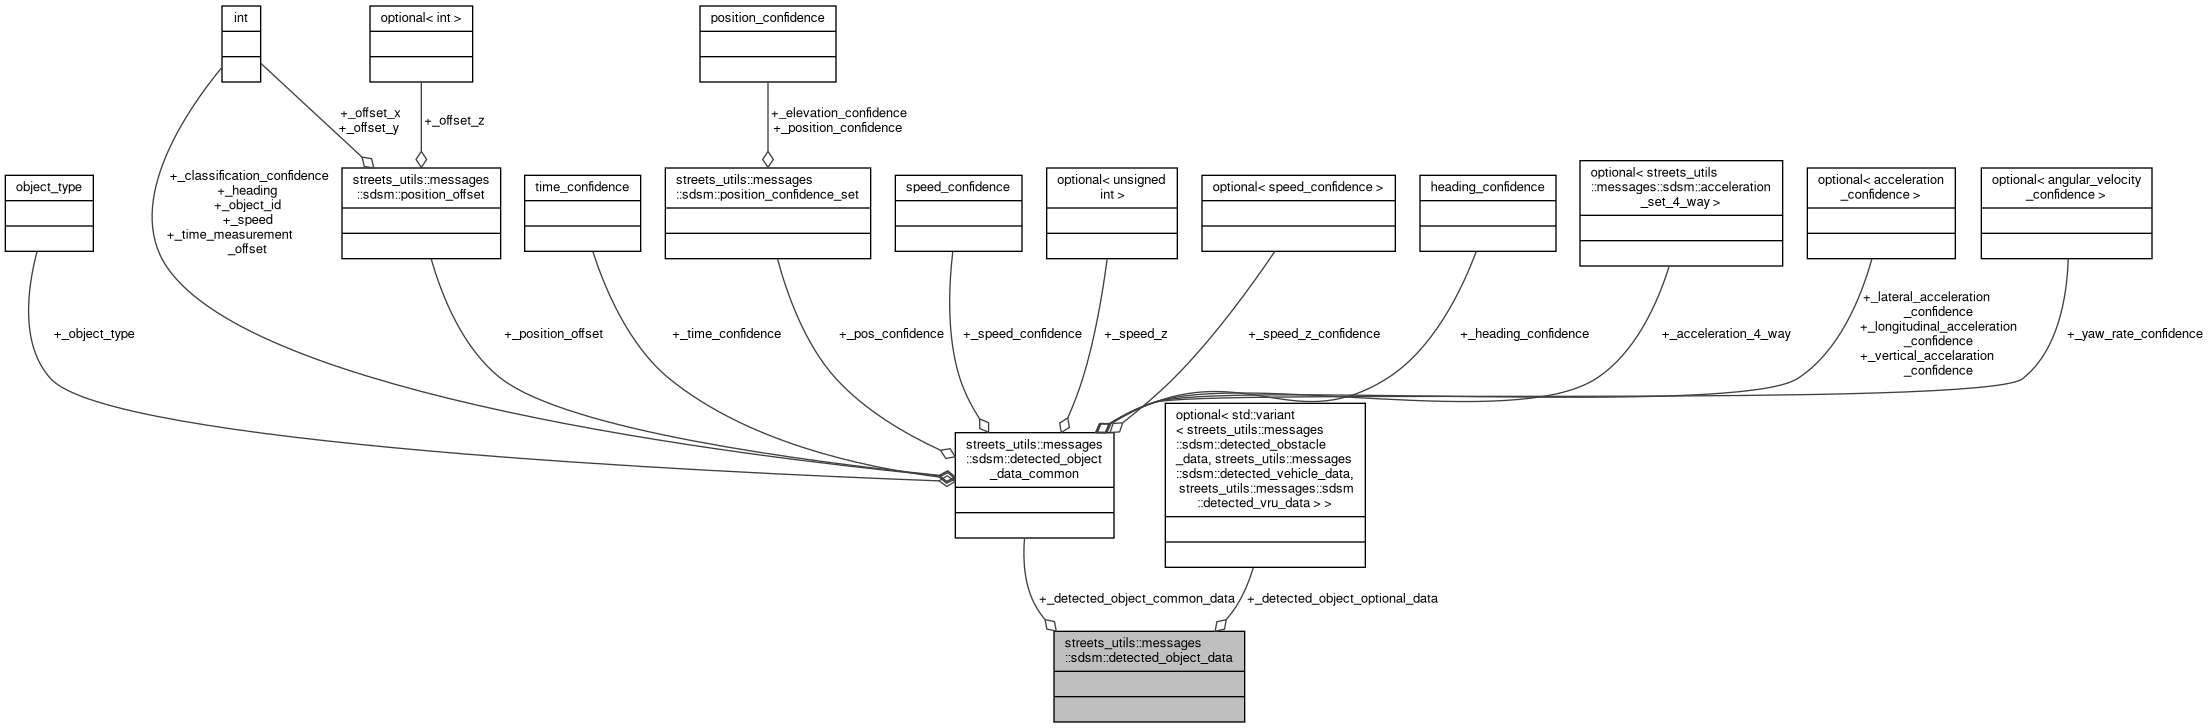 int
optional< int >
position_confidence
+_offset_x
+_offset_y
+_offset_z
+_elevation_confidence
+_position_confidence
+_classification_confidence
+_heading
+_object_id
+_speed
+_time_measurement
_offset
object_type
streets_utils::messages
::sdsm::position_offset
time_confidence
streets_utils::messages
::sdsm::position_confidence_set
speed_confidence
optional< unsigned
int >
optional< speed_confidence >
heading_confidence
optional< streets_utils
::messages::sdsm::acceleration
_set_4_way >
optional< acceleration
_confidence >
optional< angular_velocity
_confidence >
+_object_type
+_position_offset
+_time_confidence
+_pos_confidence
+_speed_confidence
+_speed_z
+_speed_z_confidence
+_heading_confidence
+_acceleration_4_way
+_lateral_acceleration
_confidence
+_longitudinal_acceleration
_confidence
+_vertical_accelaration
_confidence
+_yaw_rate_confidence
streets_utils::messages
::sdsm::detected_object
_data_common
optional< std::variant
< streets_utils::messages
::sdsm::detected_obstacle
_data, streets_utils::messages
::sdsm::detected_vehicle_data,
streets_utils::messages::sdsm
::detected_vru_data > >
+_detected_object_common_data
+_detected_object_optional_data
streets_utils::messages
::sdsm::detected_object_data